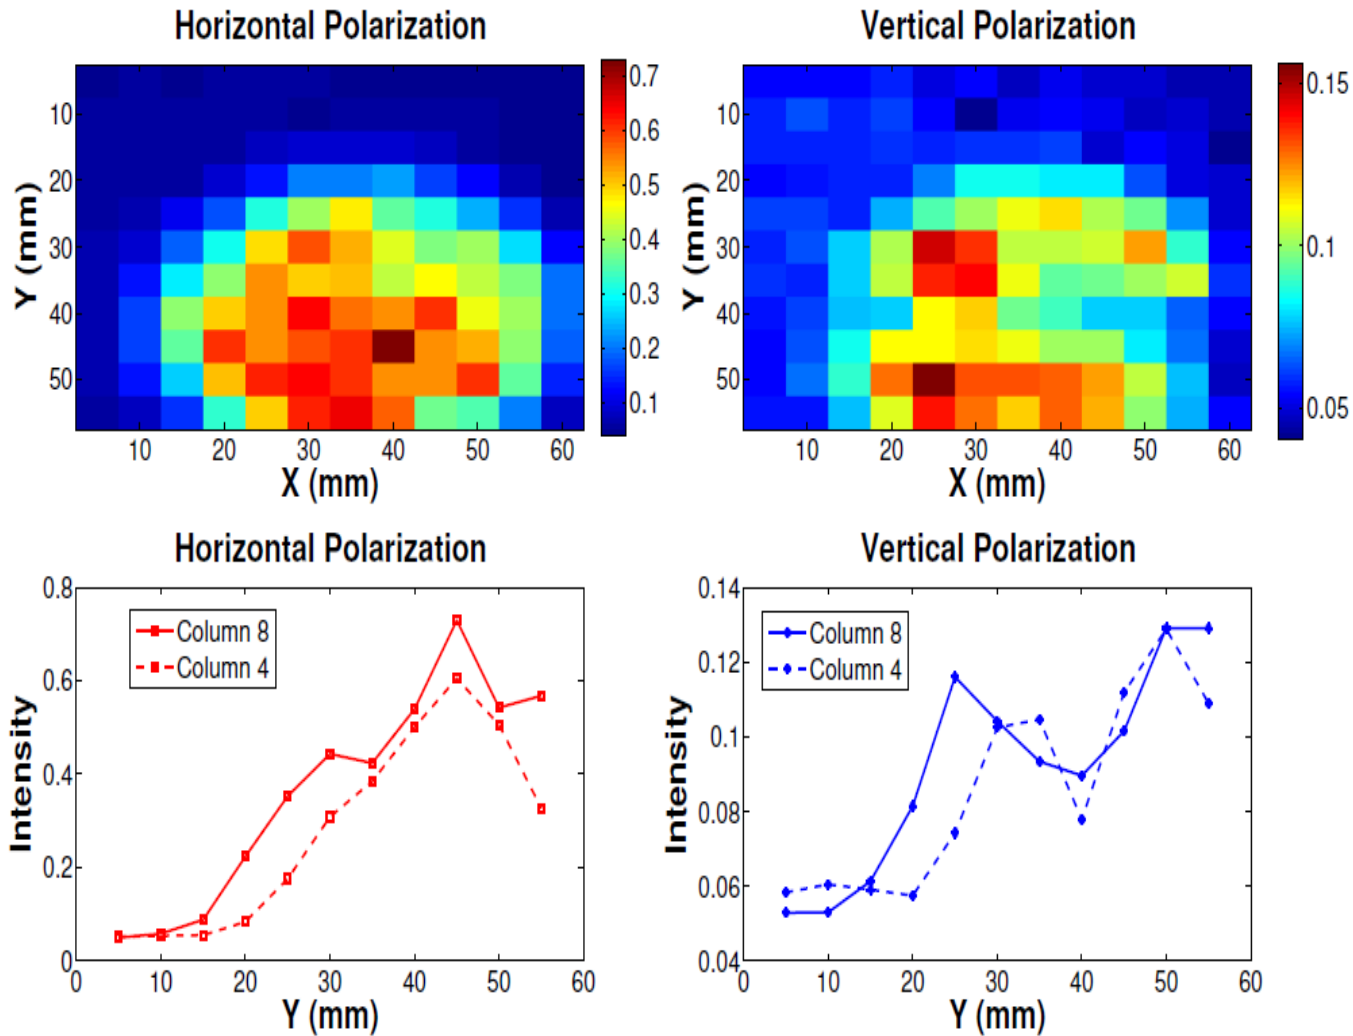 Horizontal Polarization
Y (mm)
10
20
30
40
50
10 20 30 40 50 60
X (mm)
0.7
0.6
0.5
0.4
0.3
0.2
0.1
Vertical Polarization
Y (mm)
10
20
30
40
50
10 20 30 40 50 60
X (mm)
0.15
0.1
0.05
Horizontal Polarization
Intensity
0.8
0.6
0.4
0.2
0
Column 8
Column 4
0 10 20 30 40 50 60
Y (mm)
Vertical Polarization
Intensity
0.14
0.12
0.1
0.08
0.06
0.04
Column 8
Column 4
0 10 20 30 40 50 60
Y (mm)